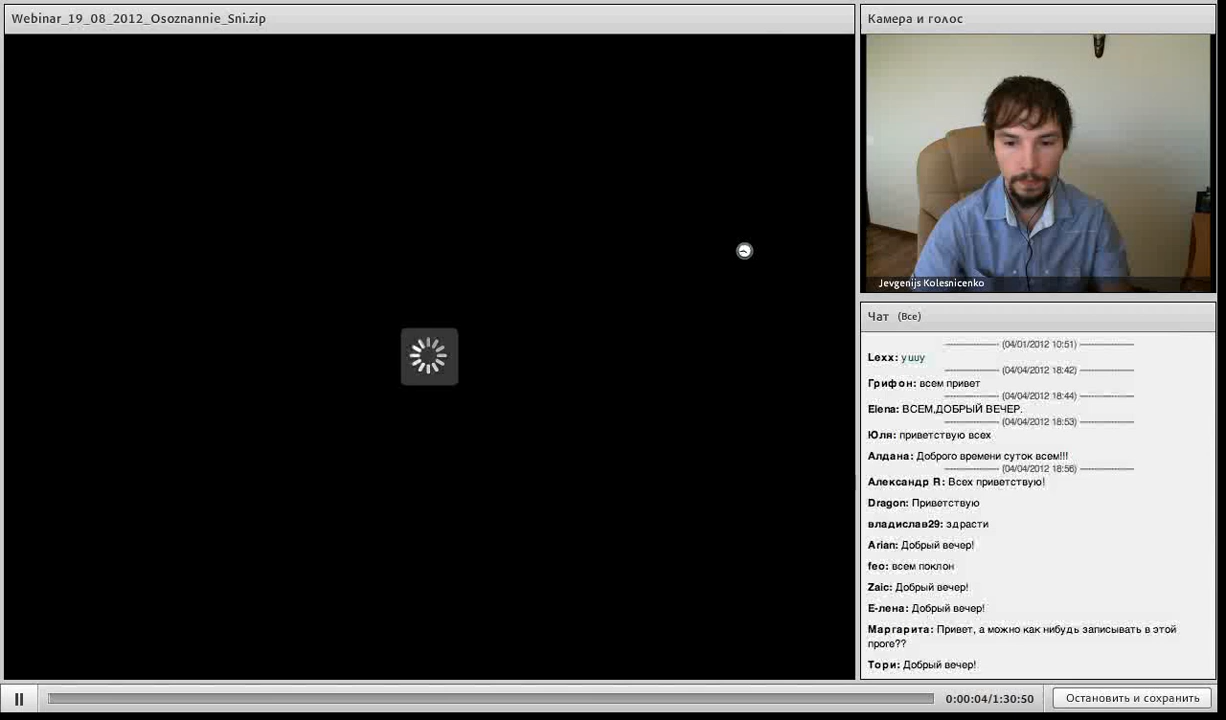 Webinar_19_08_2012_Osoznannie_Sni.zip
Камера и голос
Jevgenijs Kolesnicenko
Чат (Все)
(04/01/2012 10:51)
Lexx: yuuy
(04/04/2012 18:42)
Грифон: всем привет
(04/04/2012 18:44)
Elena: ВСЕМ,ДОБРЫЙ ВЕЧЕР.
(04/04/2012 18:53)
Юля: приветствую всех
Алдана: Доброго времени суток всем!!!
(04/04/2012 18:56)
Александр R: Всех приветствую!
Dragon: Приветствую
владислав29: здрасти
Arian: Добрый вечер!
feo: всем поклон
Zaic: Добрый вечер!
Е-лена: Добрый вечер!
Маргарита: Привет, а можно как нибудь записывать в этой
проге??
Тори: Добрый вечер!
0:00:04/1:30:50
Остановить и сохранить